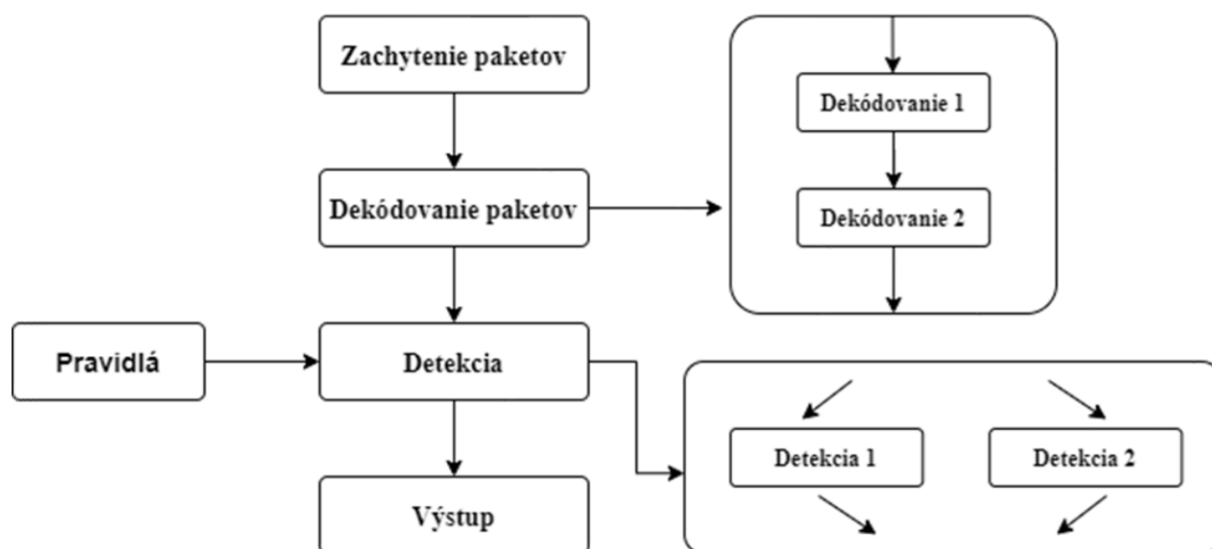 Zachytenie paketov
Dekódovanie 1
Dekódovanie paketov
Dekódovanie 2
Pravidlá
Detekcia
Detekcia 1
Detekcia 2
Výstup